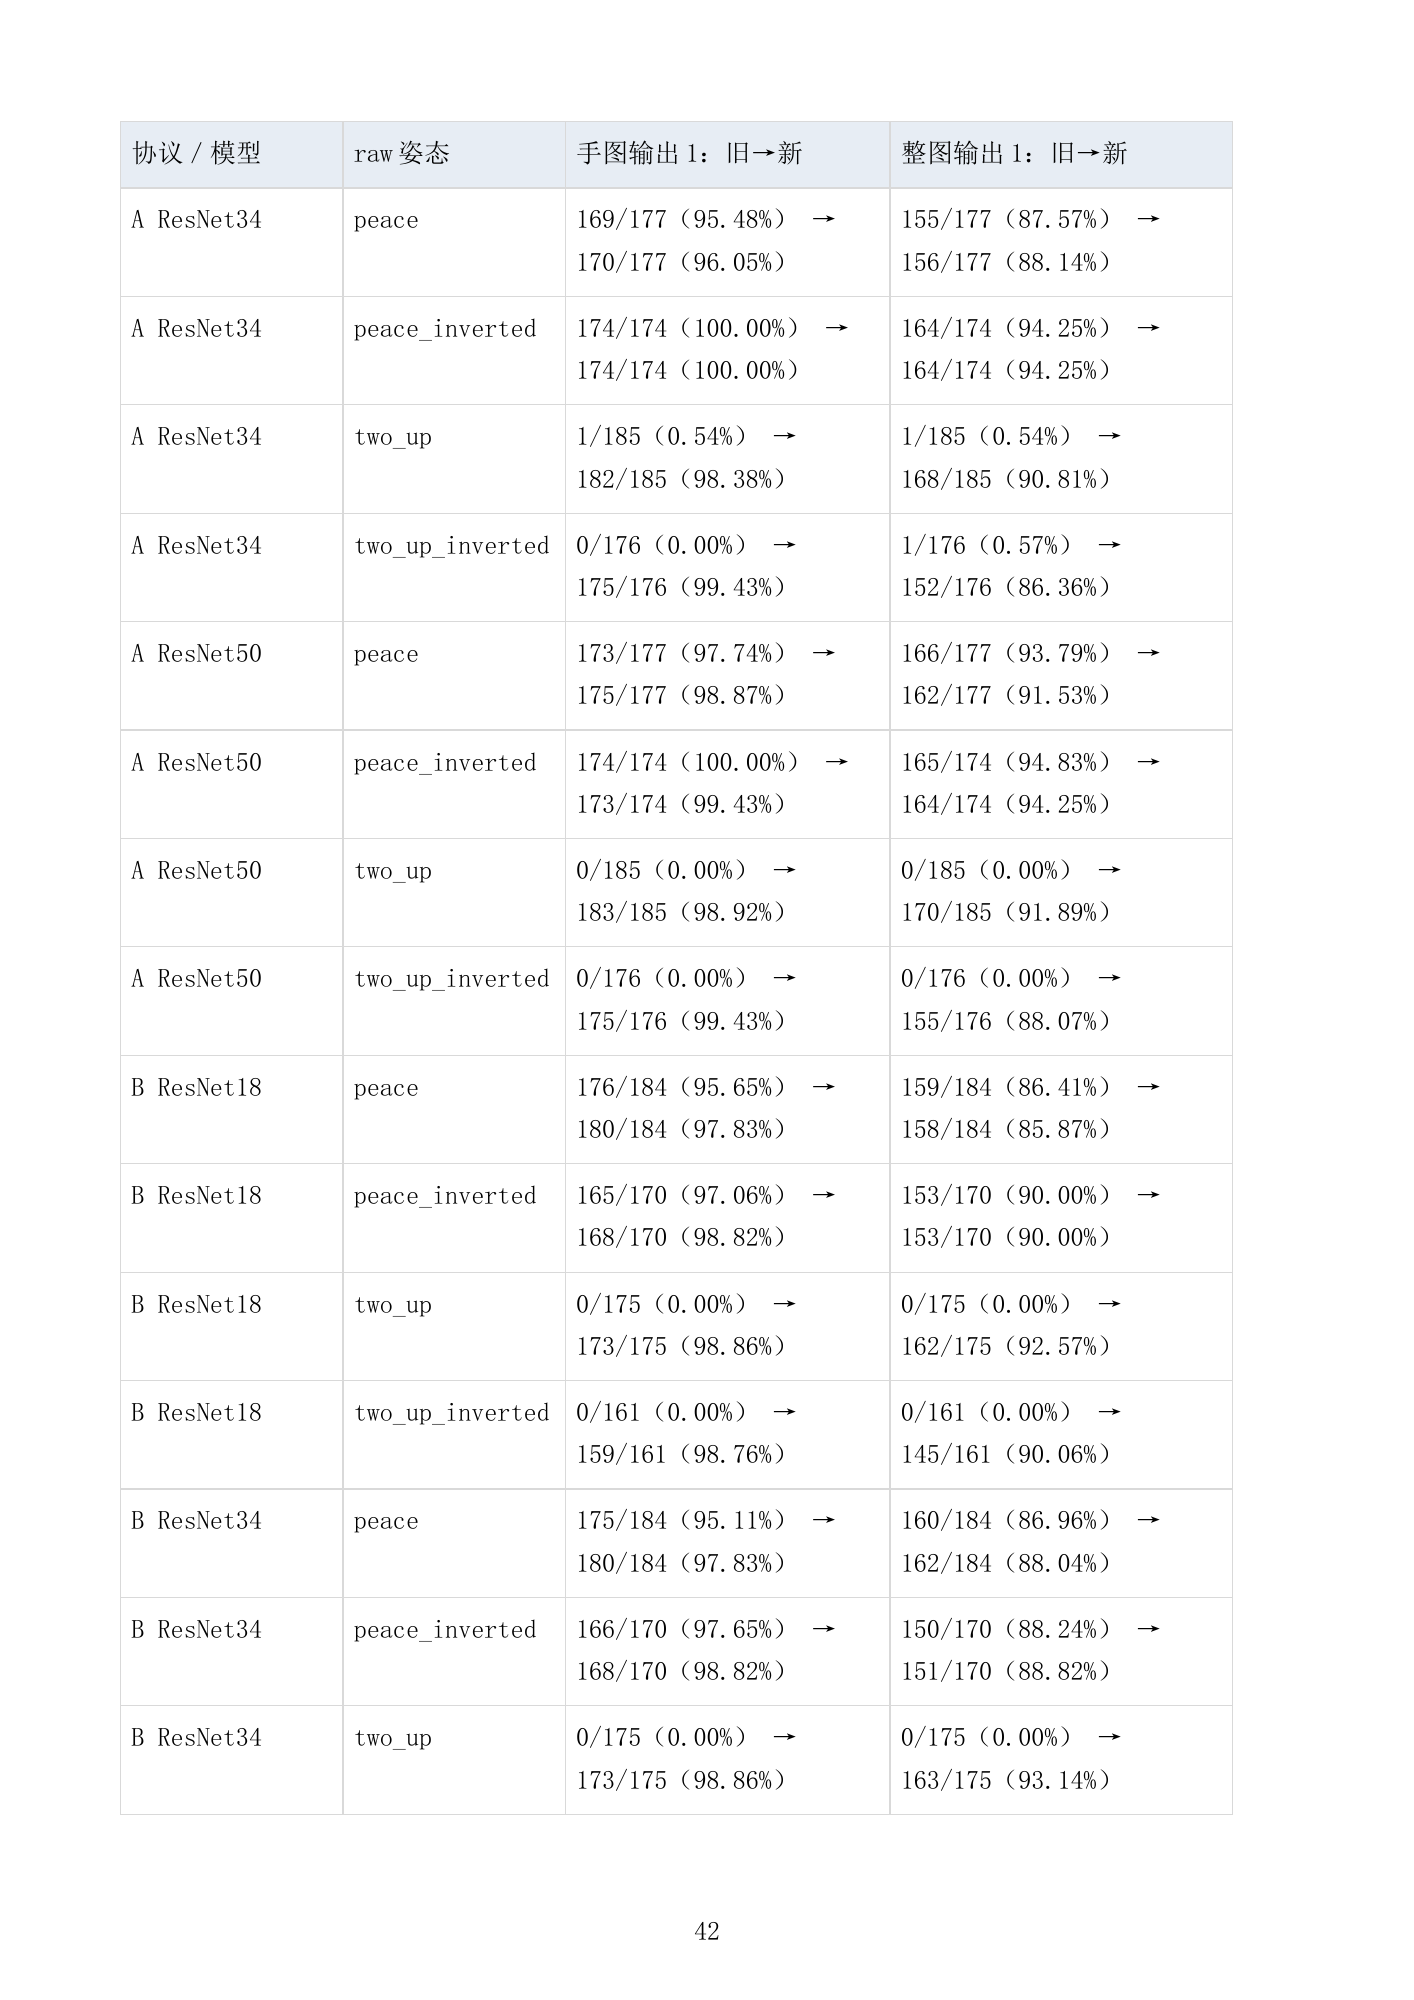 协议 / 模型 raw 姿态 手图输出 1：旧→新 整图输出 1：旧→新
A ResNet34 peace 169/177（95.48%） → 155/177（87.57%） →
170/177（96.05%） 156/177（88.14%）
A ResNet34 peace_inverted 174/174（100.00%） → 164/174（94.25%） →
174/174（100.00%） 164/174（94.25%）
A ResNet34 two_up 1/185（0.54%） → 1/185（0.54%） →
182/185（98.38%） 168/185（90.81%）
A ResNet34 two_up_inverted 0/176（0.00%） → 1/176（0.57%） →
175/176（99.43%） 152/176（86.36%）
A ResNet50 peace 173/177（97.74%） → 166/177（93.79%） →
175/177（98.87%） 162/177（91.53%）
A ResNet50 peace_inverted 174/174（100.00%） → 165/174（94.83%） →
173/174（99.43%） 164/174（94.25%）
A ResNet50 two_up 0/185（0.00%） → 0/185（0.00%） →
183/185（98.92%） 170/185（91.89%）
A ResNet50 two_up_inverted 0/176（0.00%） → 0/176（0.00%） →
175/176（99.43%） 155/176（88.07%）
B ResNet18 peace 176/184（95.65%） → 159/184（86.41%） →
180/184（97.83%） 158/184（85.87%）
B ResNet18 peace_inverted 165/170（97.06%） → 153/170（90.00%） →
168/170（98.82%） 153/170（90.00%）
B ResNet18 two_up 0/175（0.00%） → 0/175（0.00%） →
173/175（98.86%） 162/175（92.57%）
B ResNet18 two_up_inverted 0/161（0.00%） → 0/161（0.00%） →
159/161（98.76%） 145/161（90.06%）
B ResNet34 peace 175/184（95.11%） → 160/184（86.96%） →
180/184（97.83%） 162/184（88.04%）
B ResNet34 peace_inverted 166/170（97.65%） → 150/170（88.24%） →
168/170（98.82%） 151/170（88.82%）
B ResNet34 two_up 0/175（0.00%） → 0/175（0.00%） →
173/175（98.86%） 163/175（93.14%）
42